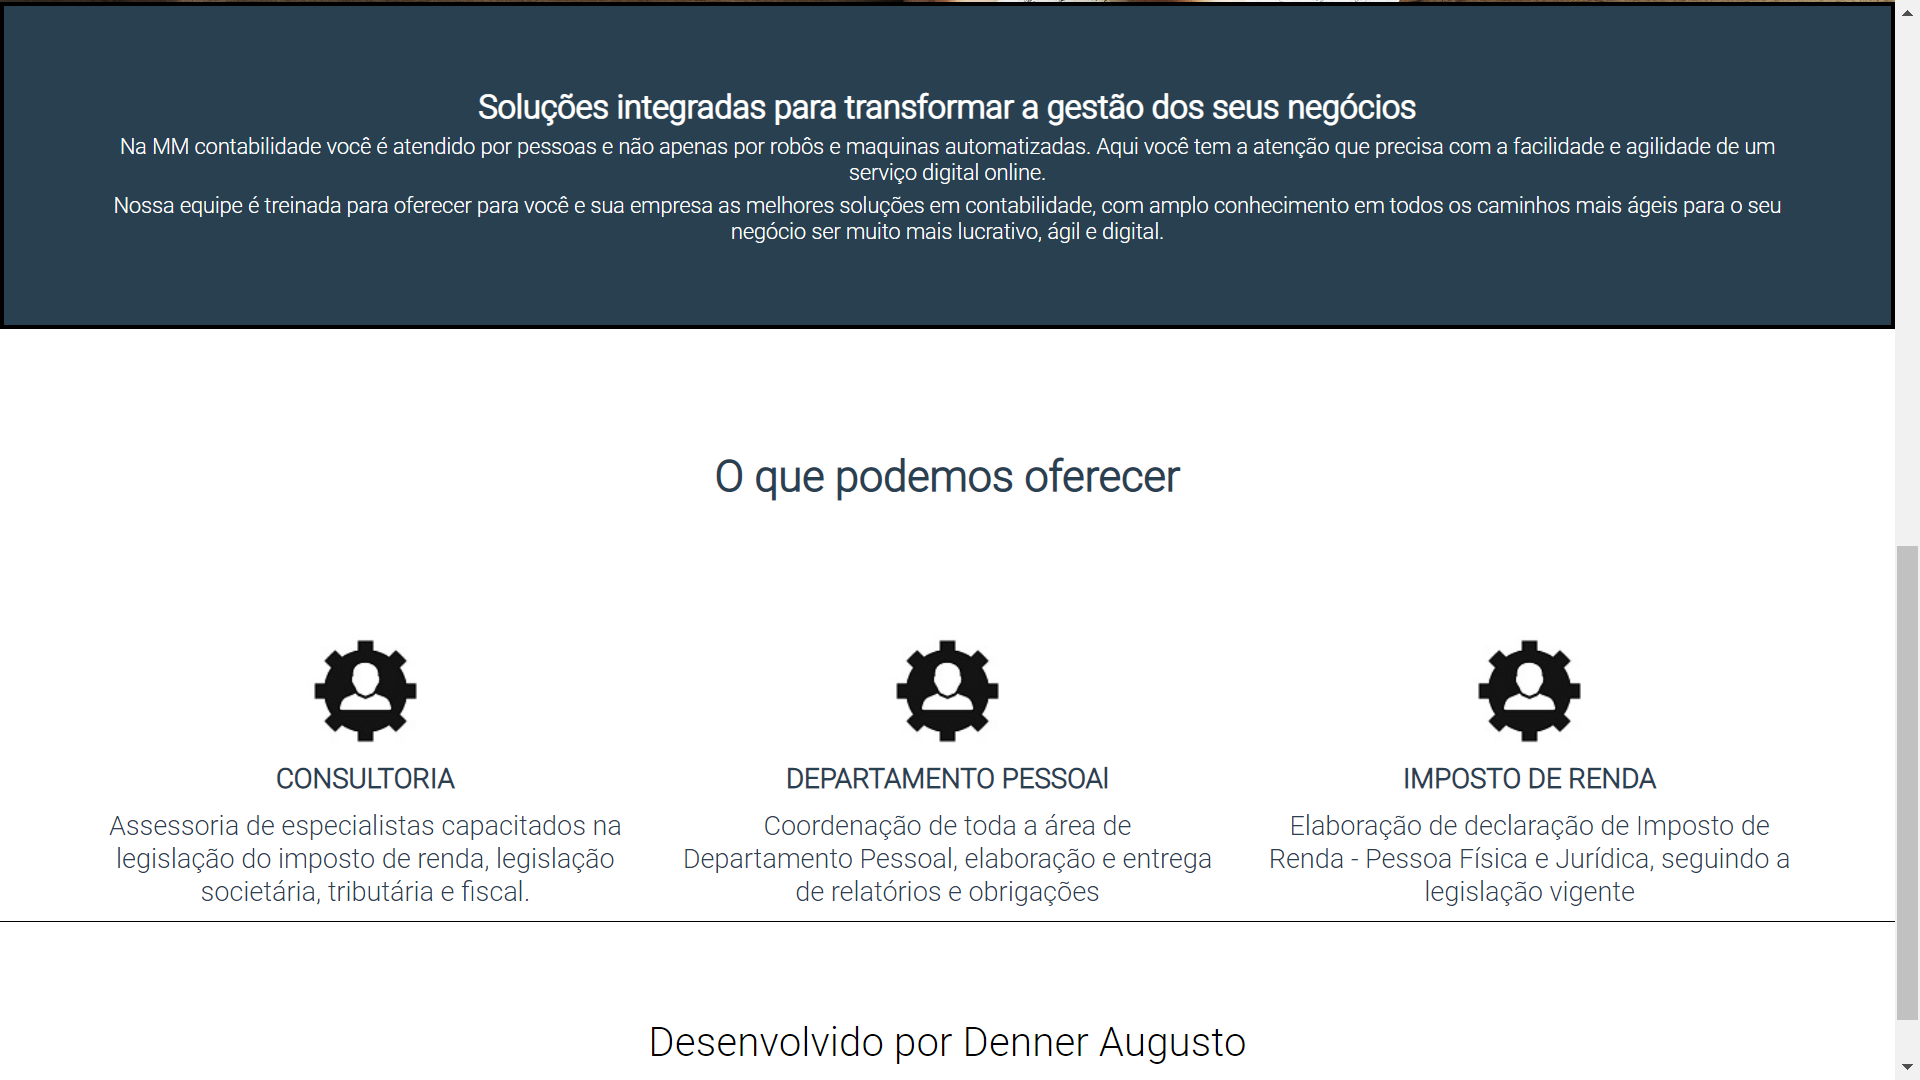 Soluções integradas para transformar a gestão dos seus negócios
Na MM contabilidade você é atendido por pessoas e não apenas por robôs e maquinas automatizadas. Aqui você tem a atenção que precisa com a facilidade e agilidade de um
serviço digital online.
Nossa equipe é treinada para oferecer para você e sua empresa as melhores soluções em contabilidade, com amplo conhecimento em todos os caminhos mais ágeis para o seu
negócio ser muito mais lucrativo, ágil e digital.
O que podemos oferecer
CONSULTORIA
Assessoria de especialistas capacitados na
legislação do imposto de renda, legislação
societária, tributária e fiscal.
DEPARTAMENTO PESSOAl
Coordenação de toda a área de
Departamento Pessoal, elaboração e entrega
de relatórios e obrigações
IMPOSTO DE RENDA
Elaboração de declaração de Imposto de
Renda - Pessoa Física e Jurídica, seguindo a
legislação vigente
Desenvolvido por Denner Augusto